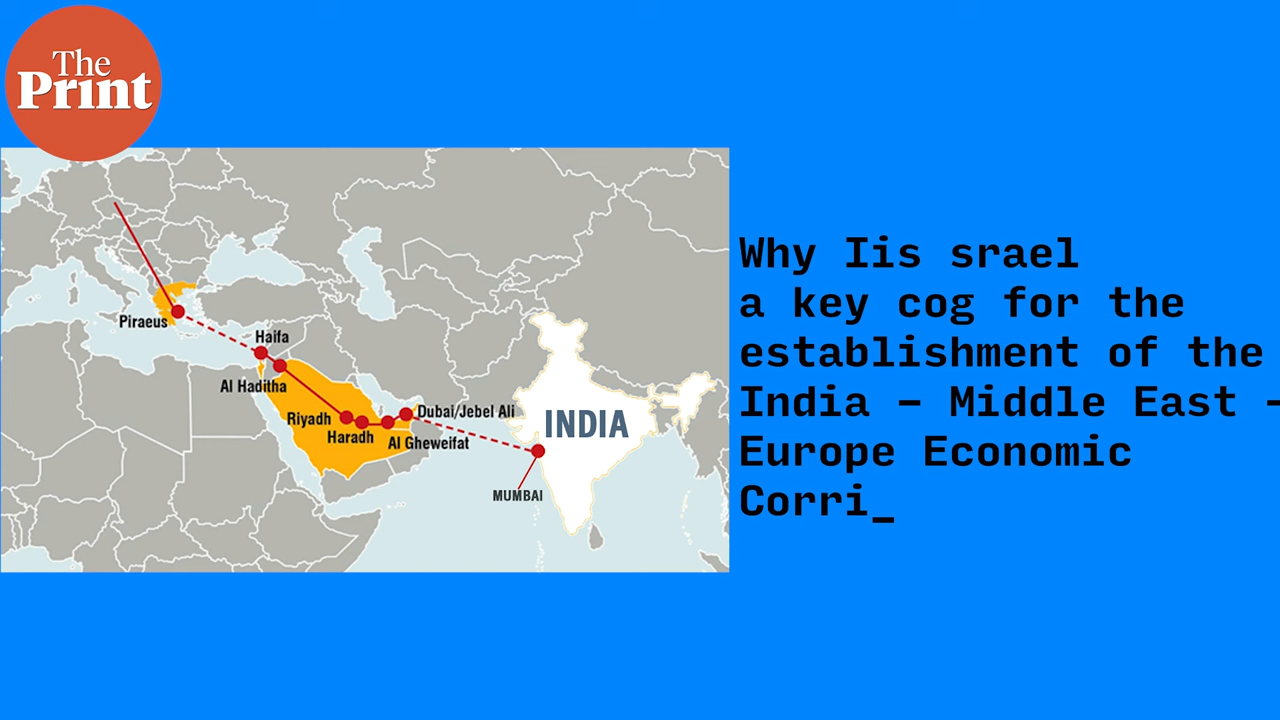 The
Print
Piraeus
Haifa
Al Haditha
Riyadh
Haradh
Dubai/Jebel Ali
Al Gheweifat
INDIA
MUMBAI
Why Iis srael
a key cog for the
establishment of the
India – Middle East –
Europe Economic
Corri_